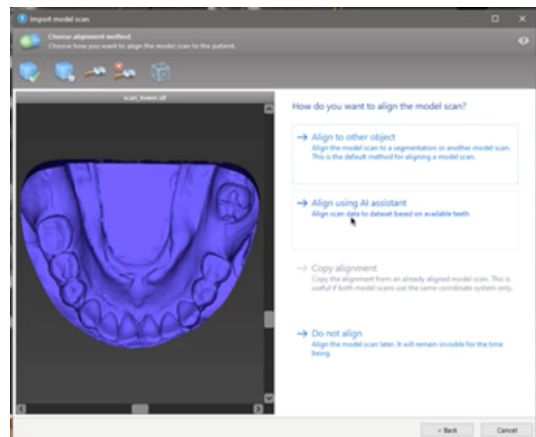 Import model scan
Choose alignment method
Choose how you want to align the model scan to the patient.
scan_lower.stl
How do you want to align the model scan?
→ Align to other object
Align the model scan to a segmentation or another model scan.
This is the default method for aligning a model scan.
→ Align using AI assistant
Align scan data to dataset based on available teeth
→ Copy alignment
Copy the alignment from an already aligned model scan. This is
useful if both model scans use the same coordinate system only.
→ Do not align
Align the model scan later. It will remain invisible for the time
being.
< Back
Cancel